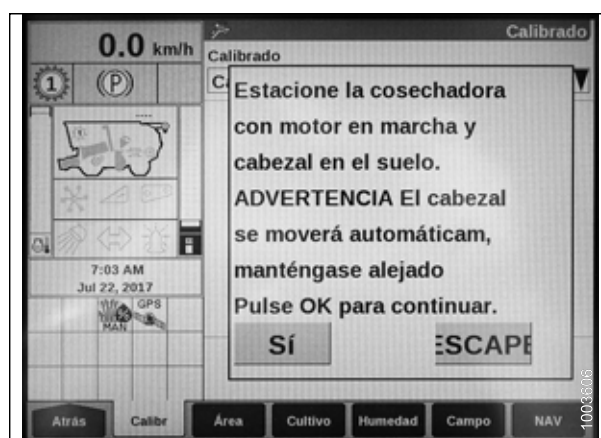 0.0 km/h
Calibrado
Calibrado
1
(P)
Estacione la cosechadora
con motor en marcha y
cabezal en el suelo.
ADVERTENCIA El cabezal
se moverá automáticam,
manténgase alejado
Pulse OK para continuar.
Sí
ESCAPE
7:03 AM
Jul 22, 2017
MAN
GPS
Atrás
Calibr
Área
Cultivo
Humedad
Campo
NAV
1003606